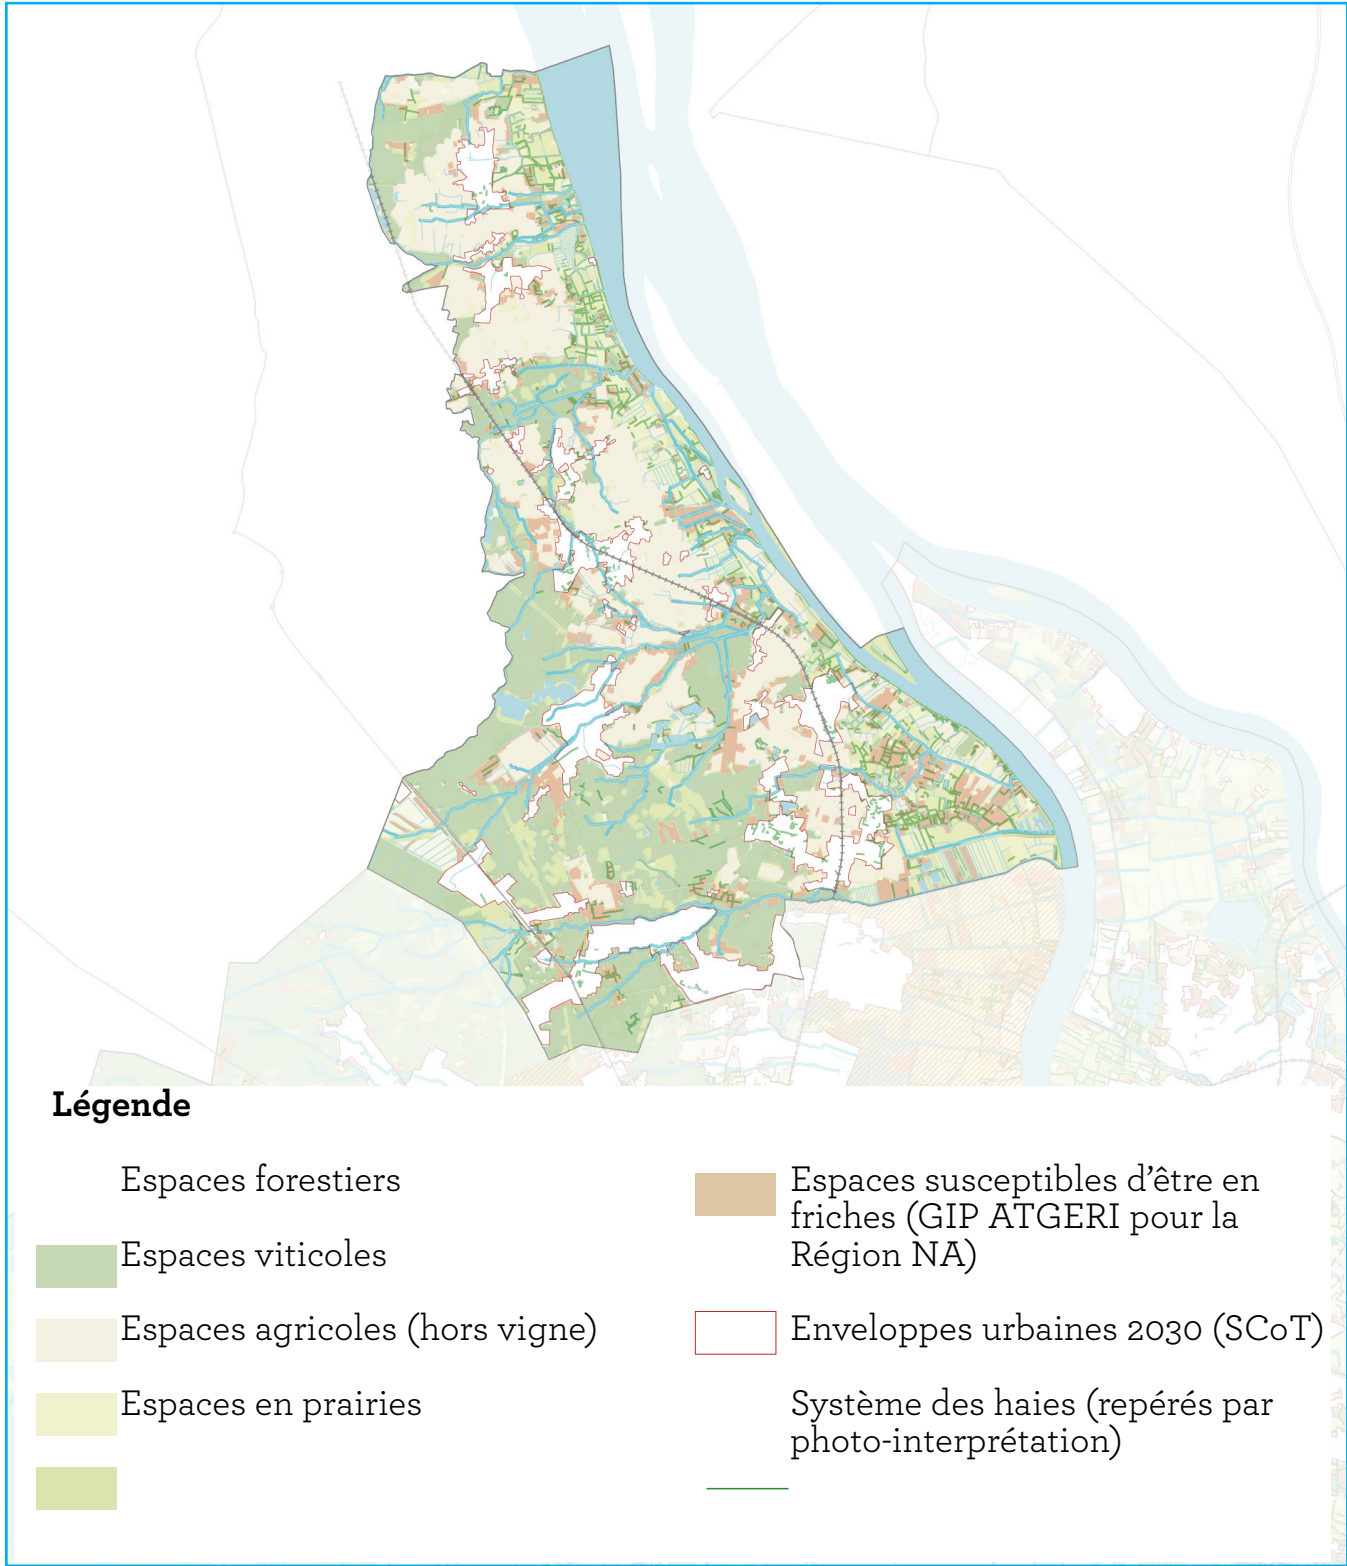 Légende
Espaces forestiers
Espaces viticoles
Espaces agricoles (hors vigne)
Espaces en prairies
Espaces susceptibles d'être en
friches (GIP ATGERI pour la
Région NA)
Enveloppes urbaines 2030 (SCoT)
Système des haies (repérés par
photo-interprétation)